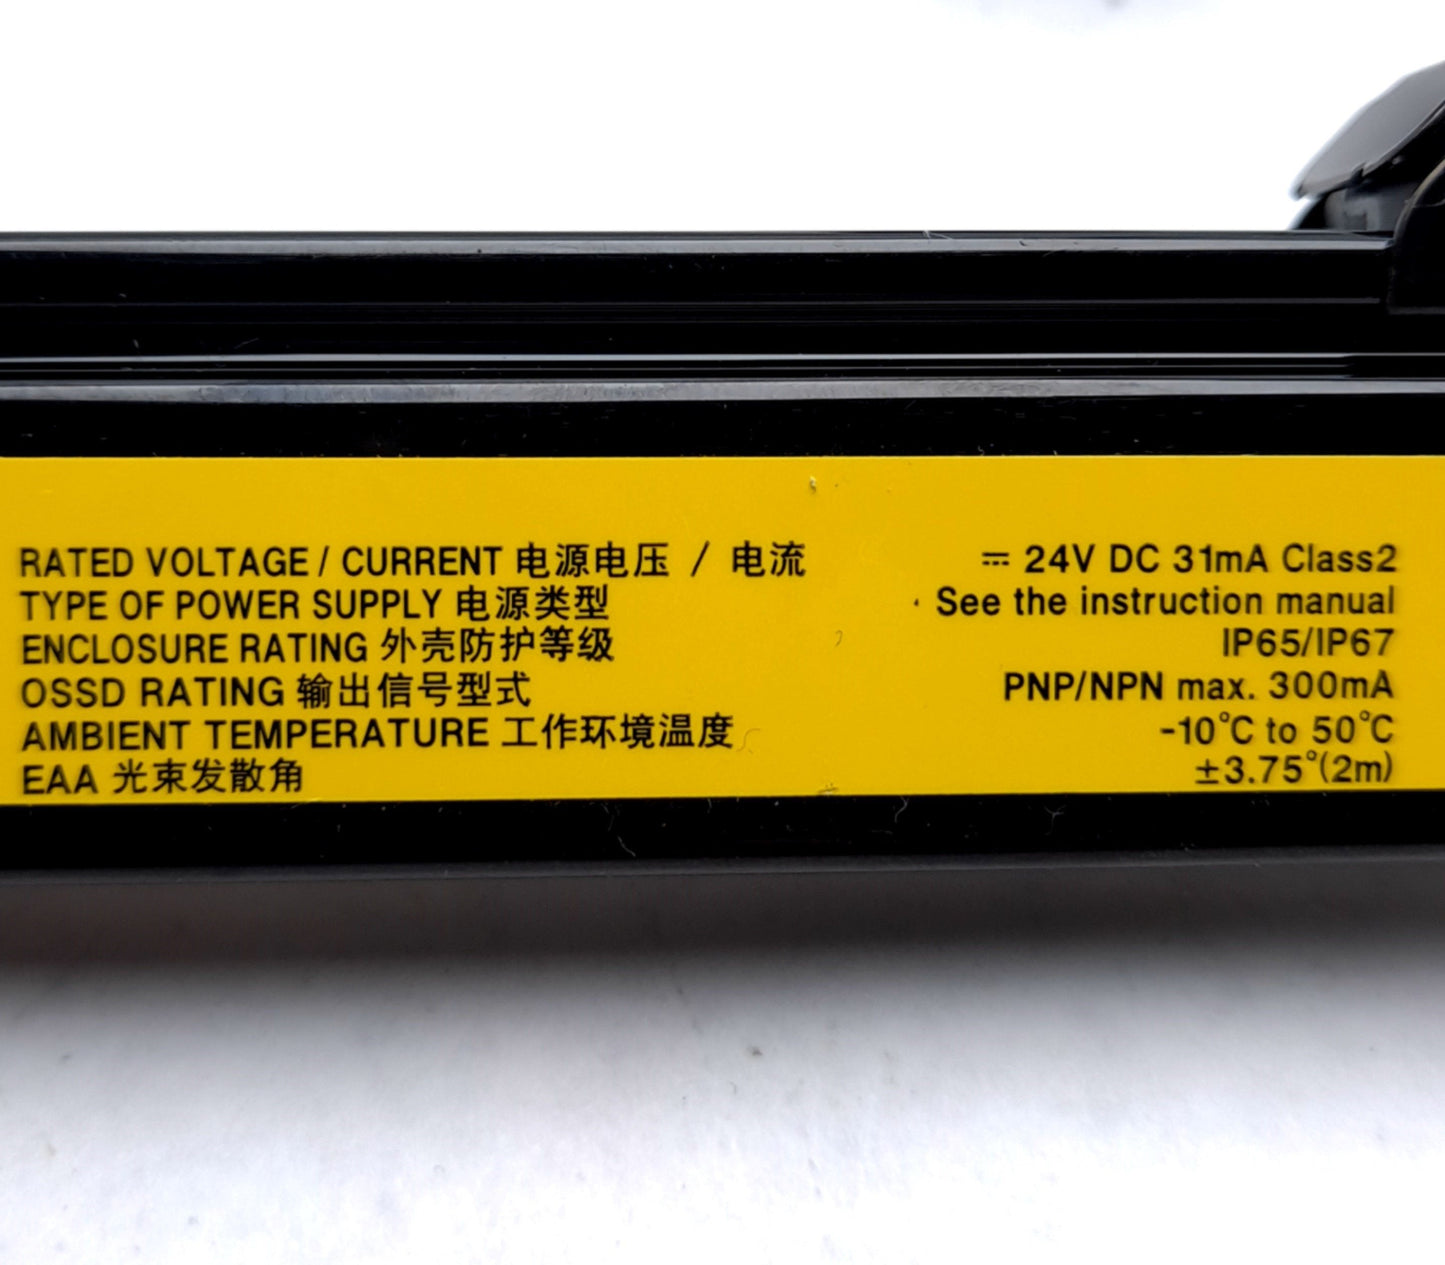 RATED VOLTAGE / CURRENT 电源电压 / 电流 ⎓ 24V DC 31mA Class2
TYPE OF POWER SUPPLY 电源类型 See the instruction manual
ENCLOSURE RATING 外壳防护等级 IP65/IP67
OSSD RATING 输出信号型式 PNP/NPN max. 300mA
AMBIENT TEMPERATURE 工作环境温度 -10°C to 50°C
EAA 光束发散角 ±3.75°(2m)